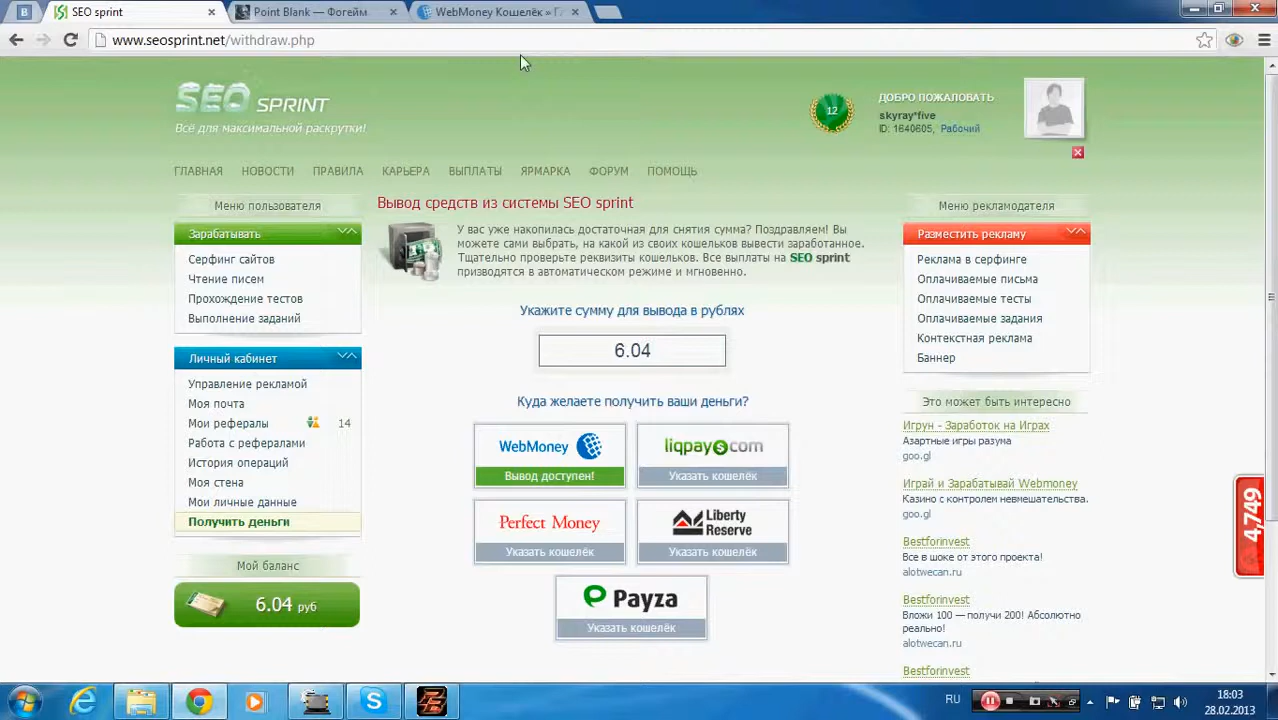 SEO sprint
Point Blank — Фогейм
WebMoney Кошелёк » Г
www.seosprint.net/withdraw.php
SEO SPRINT
Всё для максимальной раскрутки!
12
ДОБРО ПОЖАЛОВАТЬ
skyray*five
ID: 1640605, Рабочий
ГЛАВНАЯ НОВОСТИ ПРАВИЛА КАРЬЕРА ВЫПЛАТЫ ЯРМАРКА ФОРУМ ПОМОЩЬ
Меню пользователя
Зарабатывать
Серфинг сайтов
Чтение писем
Прохождение тестов
Выполнение заданий
Личный кабинет
Управление рекламой
Моя почта
Мои рефералы 14
Работа с рефералами
История операций
Моя стена
Мои личные данные
Получить деньги
Мой баланс
6.04 руб
Вывод средств из системы SEO sprint
У вас уже накопилась достаточная для снятия сумма? Поздравляем! Вы
можете сами выбрать, на какой из своих кошельков вывести заработанное.
Тщательно проверьте реквизиты кошельков. Все выплаты на SEO sprint
призводятся в автоматическом режиме и мгновенно.
Укажите сумму для вывода в рублях
6.04
Куда желаете получить ваши деньги?
WebMoney
Вывод доступен!
liqpay$com
Указать кошелёк
Perfect Money
Указать кошелёк
Liberty
Reserve
Указать кошелёк
Payza
Указать кошелёк
Меню рекламодателя
Разместить рекламу
Реклама в серфинге
Оплачиваемые письма
Оплачиваемые тесты
Оплачиваемые задания
Контекстная реклама
Баннер
Это может быть интересно
Игрун - Заработок на Играх
Азартные игры разума
goo.gl
Играй и Зарабатывай Webmoney
Казино с контролем невмешательства.
goo.gl
Bestforinvest
Все в шоке от этого проекта!
alotwecan.ru
Bestforinvest
Вложи 100 — получи 200! Абсолютно
реально!
alotwecan.ru
Bestforinvest
4,749
RU
18:03
28.02.2013